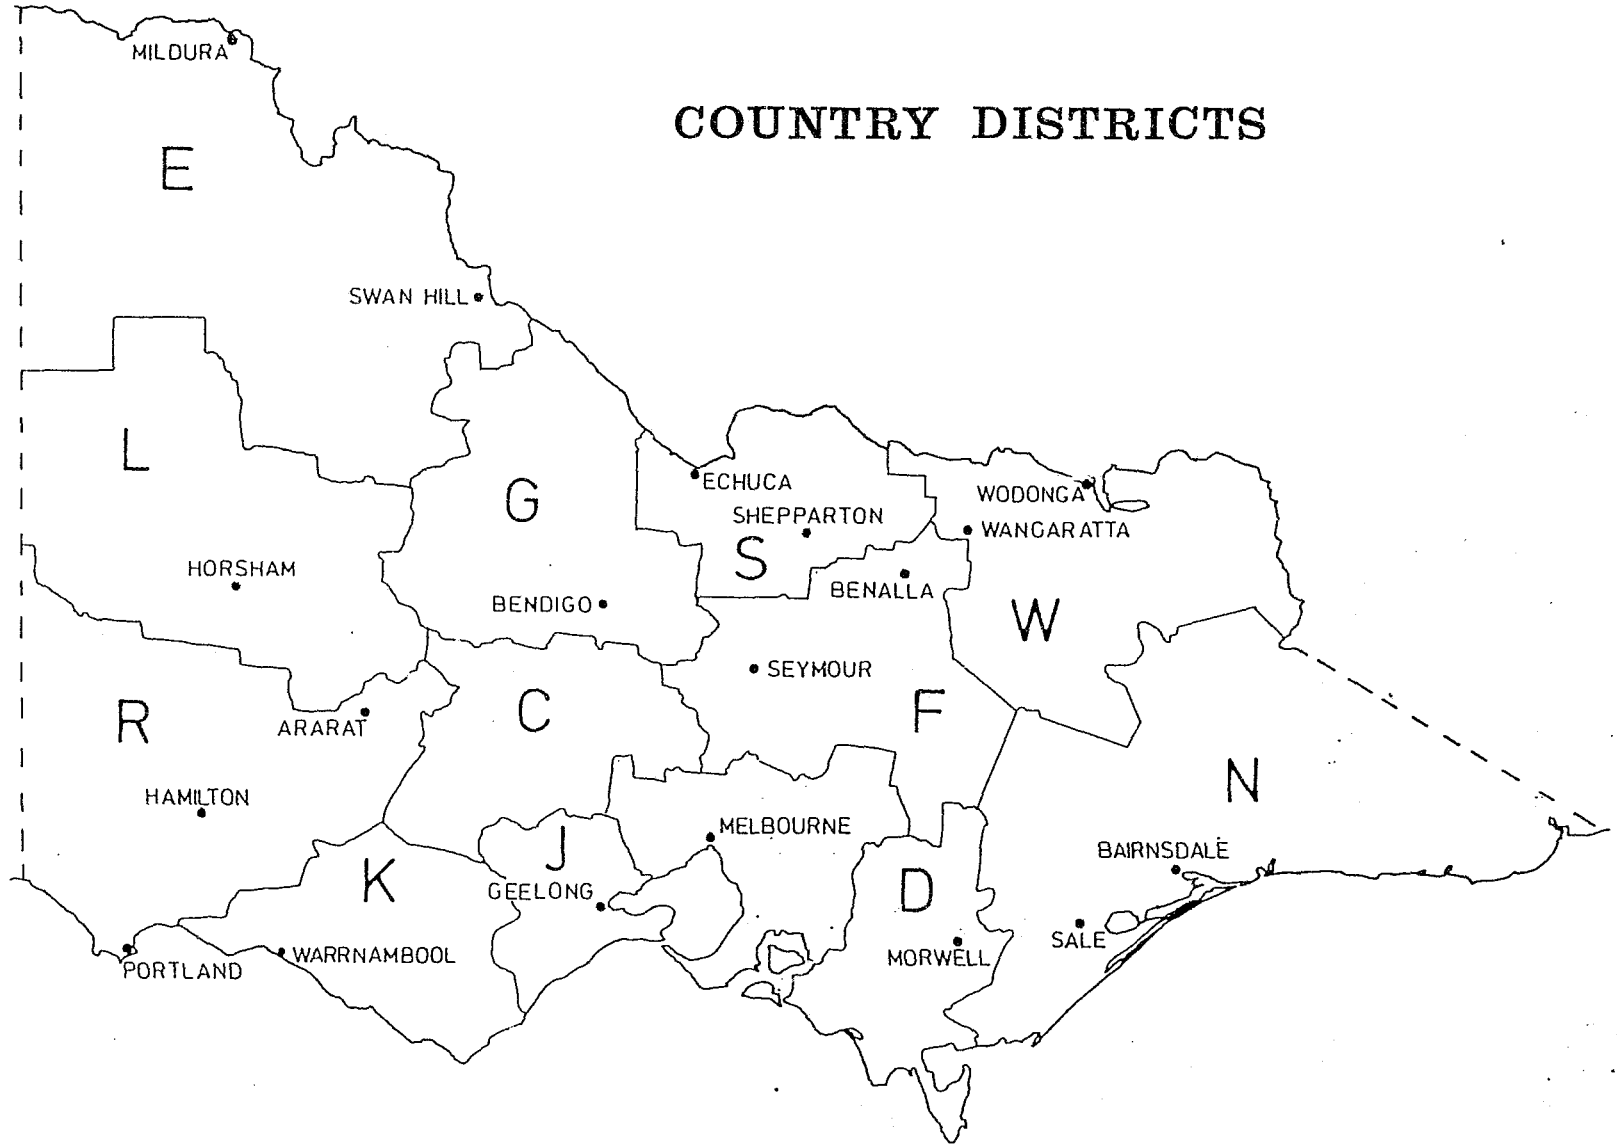 MILDURA
COUNTRY DISTRICTS
E
SWAN HILL
L
G
ECHUCA
WODONGA
SHEPPARTON
WANGARATTA
S
HORSHAM
BENALLA
BENDIGO
W
SEYMOUR
R
ARARAT
C
F
N
HAMILTON
MELBOURNE
J
BAIRNSDALE
K
GEELONG
D
SALE
WARRNAMBOOL
MORWELL
PORTLAND